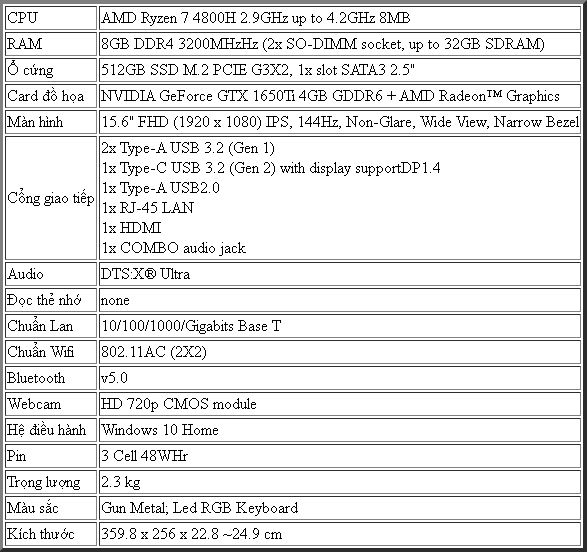 CPU AMD Ryzen 7 4800H 2.9GHz up to 4.2GHz 8MB
RAM 8GB DDR4 3200MHzHz (2x SO-DIMM socket, up to 32GB SDRAM)
Ổ cứng 512GB SSD M.2 PCIE G3X2, 1x slot SATA3 2.5"
Card đồ họa NVIDIA GeForce GTX 1650Ti 4GB GDDR6 + AMD Radeon™ Graphics
Màn hình 15.6" FHD (1920 x 1080) IPS, 144Hz, Non-Glare, Wide View, Narrow Bezel
Cổng giao tiếp
2x Type-A USB 3.2 (Gen 1)
1x Type-C USB 3.2 (Gen 2) with display supportDP1.4
1x Type-A USB2.0
1x RJ-45 LAN
1x HDMI
1x COMBO audio jack
Audio DTS:X® Ultra
Đọc thẻ nhớ none
Chuẩn Lan 10/100/1000/Gigabits Base T
Chuẩn Wifi 802.11AC (2X2)
Bluetooth v5.0
Webcam HD 720p CMOS module
Hệ điều hành Windows 10 Home
Pin 3 Cell 48WHr
Trọng lượng 2.3 kg
Màu sắc Gun Metal; Led RGB Keyboard
Kích thước 359.8 x 256 x 22.8 ~24.9 cm